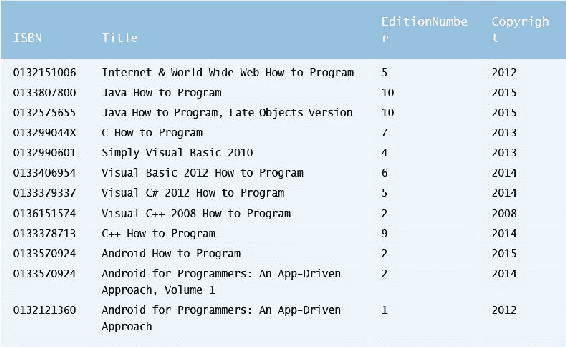 ISBN Title EditionNumbe
r Copyrigh
t
0132151006 Internet & World Wide Web How to Program 5 2012
0133807800 Java How to Program 10 2015
0132575655 Java How to Program, Late Objects Version 10 2015
013299044X C How to Program 7 2013
0132990601 Simply Visual Basic 2010 4 2013
0133406954 Visual Basic 2012 How to Program 6 2014
0133379337 Visual C# 2012 How to Program 5 2014
0136151574 Visual C++ 2008 How to Program 2 2008
0133378713 C++ How to Program 9 2014
0133570924 Android How to Program 2 2015
0133570924 Android for Programmers: An App-Driven 2 2014
Approach, Volume 1
0132121360 Android for Programmers: An App-Driven 1 2012
Approach